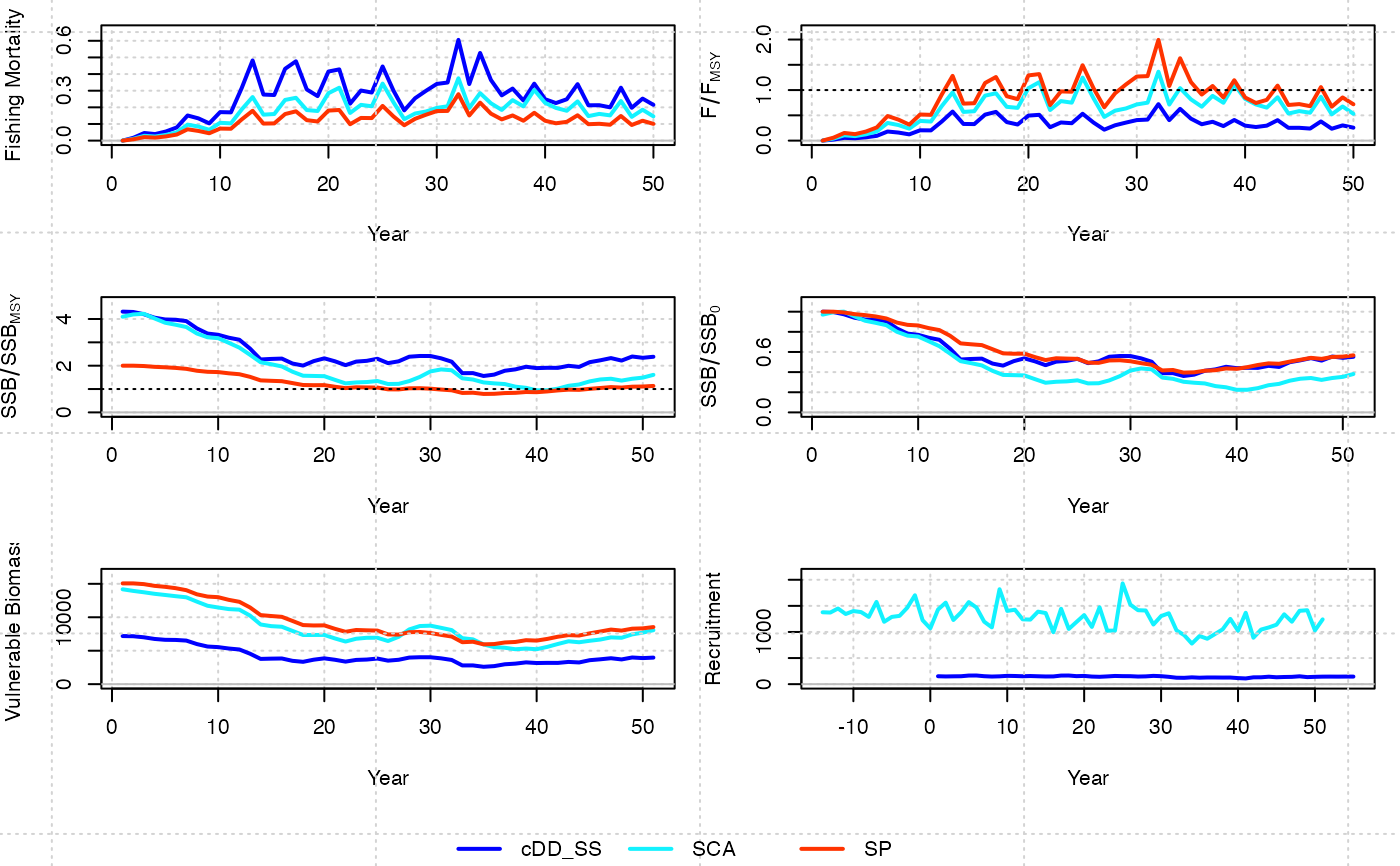 Fishing Mortality
0.0 0.3 0.6
0 10 20 30 40 50
Year
F/FMSY
0.0 1.0 2.0
0 10 20 30 40 50
Year
SSB/SSBMSY
0 2 4
0 10 20 30 40 50
Year
SSB/SSB0
0.0 0.6
0 10 20 30 40 50
Year
Vulnerable Biomass
0 10000
0 10 20 30 40 50
Year
Recruitment
0 1000
-10 0 10 20 30 40 50
Year
cDD_SS SCA SP